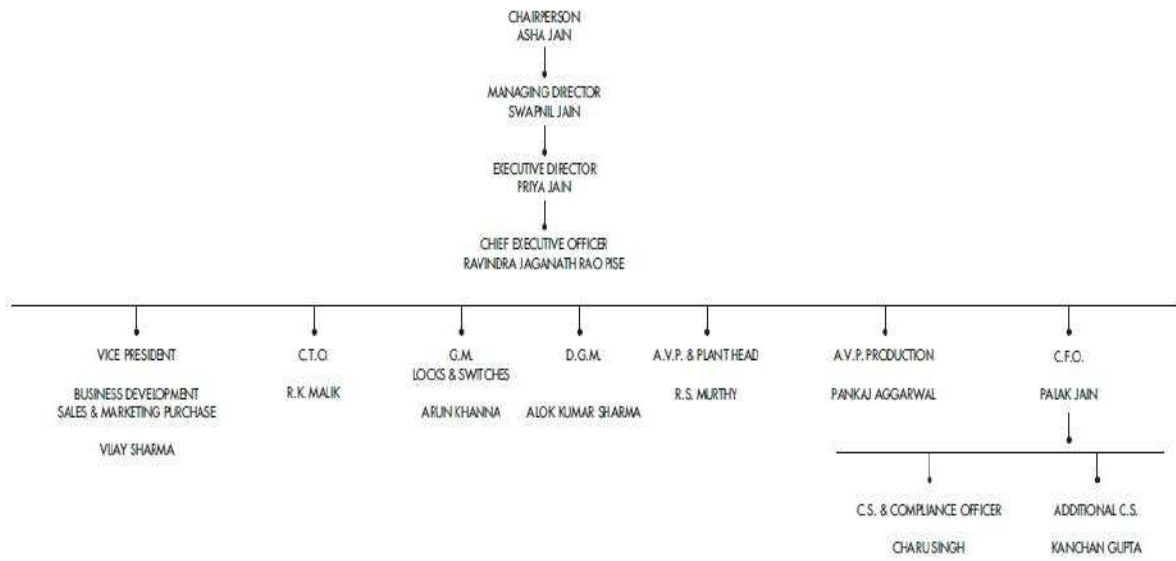 CHAIRPERSON
ASHA JAIN
MANAGING DIRECTOR
SWAPNIL JAIN
EXECUTIVE DIRECTOR
PRIYA JAIN
CHIEF EXECUTIVE OFFICER
RAVINDRA JAGANATH RAO PISE
VICE PRESIDENT
BUSINESS DEVELOPMENT
SALES & MARKETING PURCHASE
VIJAY SHARMA
C.T.O.
R.K. MALIK
G.M.
LOCKS & SWITCHES
ARUN KHANNA
D.G.M.
ALOK KUMAR SHARMA
A.V.P. & PLANT HEAD
R.S. MURTHY
A.V.P. PRODUCTION
PANKAJ AGGARWAL
C.F.O.
PALAK JAIN
C.S. & COMPLIANCE OFFICER
CHARU SINGH
ADDITIONAL C.S.
KANCHAN GUPTA